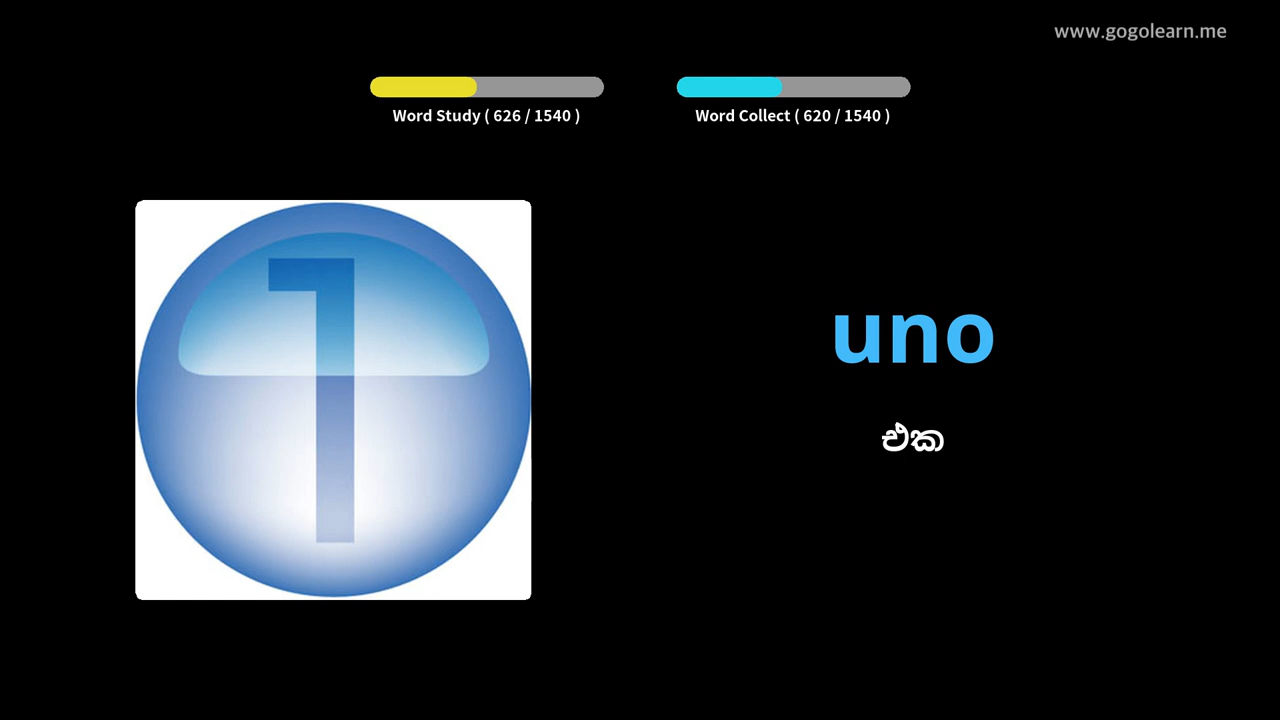 www.gogolearn.me
Word Study ( 626 / 1540 )
Word Collect ( 620 / 1540 )
1
uno
එක